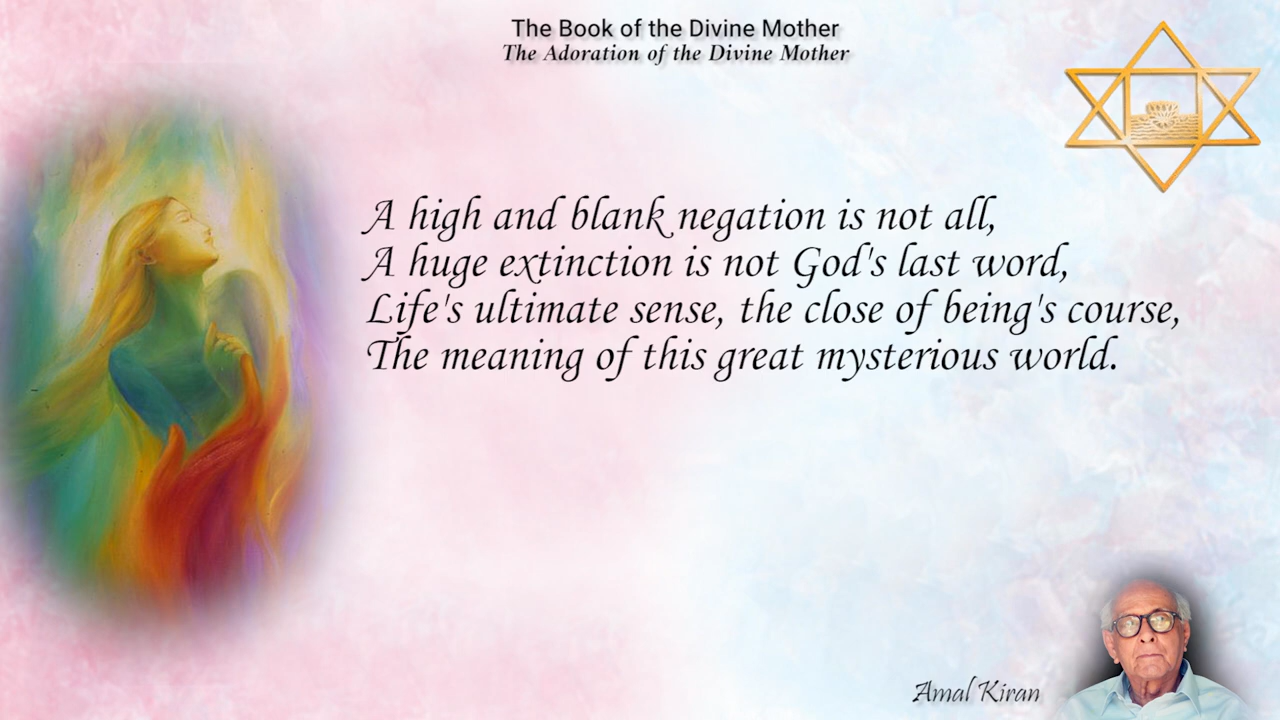 The Book of the Divine Mother
The Adoration of the Divine Mother
A high and blank negation is not all,
A huge extinction is not God's last word,
Life's ultimate sense, the close of being's course,
The meaning of this great mysterious world.
Amal Kiran